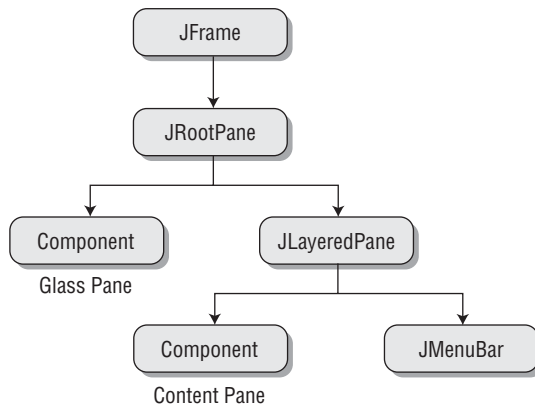 JFrame
JRootPane
Component
JLayeredPane
Glass Pane
Component
JMenuBar
Content Pane